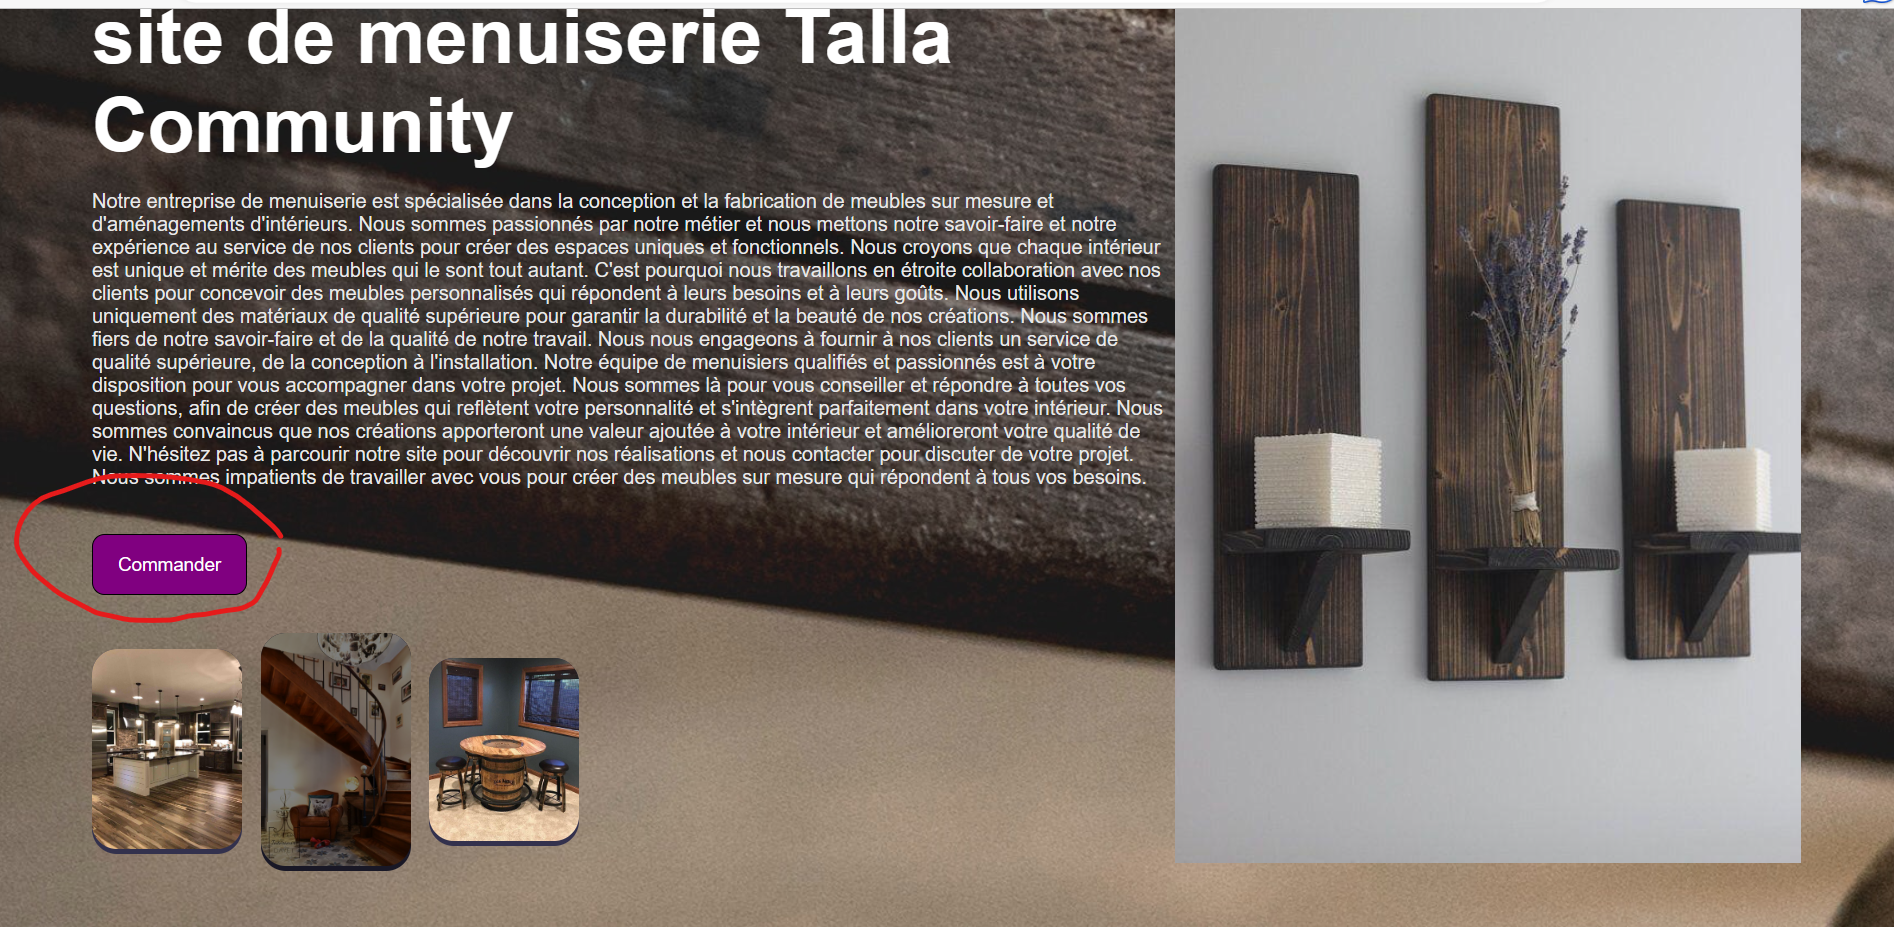 site de menuiserie Talla
Community
Notre entreprise de menuiserie est spécialisée dans la conception et la fabrication de meubles sur mesure et
d'aménagements d'intérieurs. Nous sommes passionnés par notre métier et nous mettons notre savoir-faire et notre
expérience au service de nos clients pour créer des espaces uniques et fonctionnels. Nous croyons que chaque intérieur
est unique et mérite des meubles qui le sont tout autant. C'est pourquoi nous travaillons en étroite collaboration avec nos
clients pour concevoir des meubles personnalisés qui répondent à leurs besoins et à leurs goûts. Nous utilisons
uniquement des matériaux de qualité supérieure pour garantir la durabilité et la beauté de nos créations. Nous sommes
fiers de notre savoir-faire et de la qualité de notre travail. Nous nous engageons à fournir à nos clients un service de
qualité supérieure, de la conception à l'installation. Notre équipe de menuisiers qualifiés et passionnés est à votre
disposition pour vous accompagner dans votre projet. Nous sommes là pour vous conseiller et répondre à toutes vos
questions, afin de créer des meubles qui reflètent votre personnalité et s'intègrent parfaitement dans votre intérieur. Nous
sommes convaincus que nos créations apporteront une valeur ajoutée à votre intérieur et amélioreront votre qualité de
vie. N'hésitez pas à parcourir notre site pour découvrir nos réalisations et nous contacter pour discuter de votre projet.
Nous sommes impatients de travailler avec vous pour créer des meubles sur mesure qui répondent à tous vos besoins.
Commander